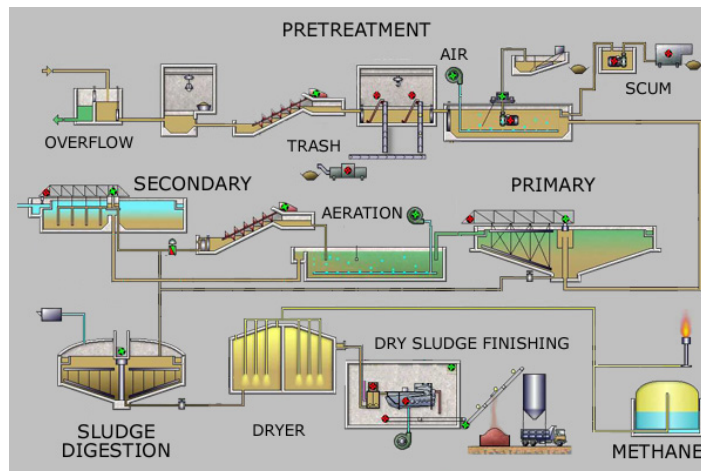 PRETREATMENT
AIR
SCUM
OVERFLOW
TRASH
SECONDARY
PRIMARY
AERATION
DRY SLUDGE FINISHING
SLUDGE
DIGESTION
DRYER
METHANE